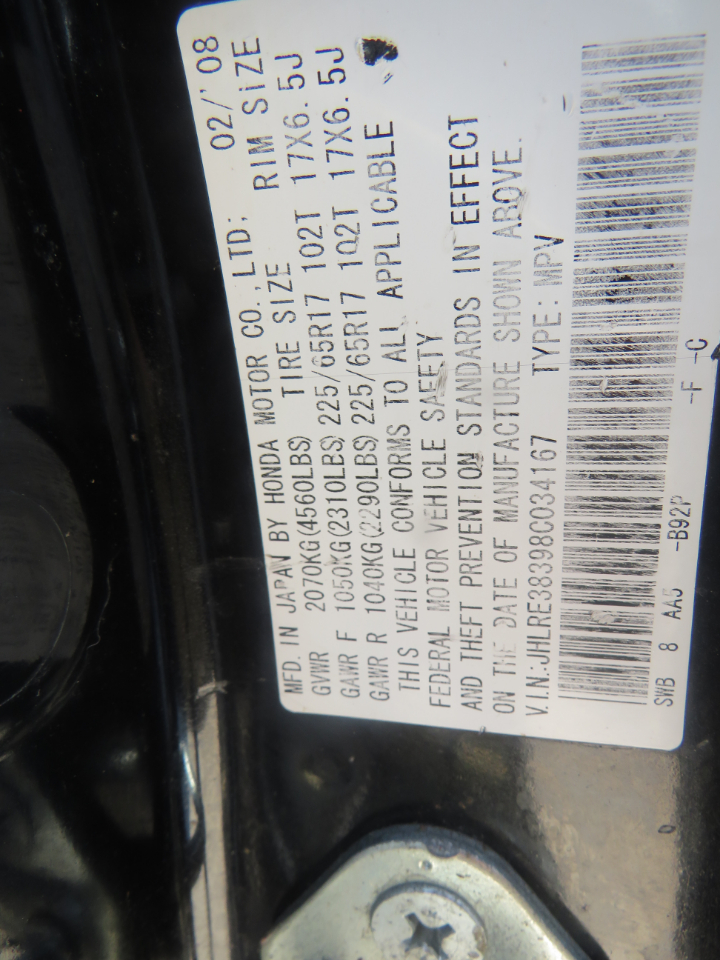 MFD. IN JAPAN BY HONDA MOTOR CO.,LTD; 02/'08
GVWR 2070KG(4560LBS) TIRE SIZE RIM SIZE
GAWR F 1050KG(2310LBS) 225/65R17 102T 17X6.5J
GAWR R 1040KG(2290LBS) 225/65R17 102T 17X6.5J
THIS VEHICLE CONFORMS TO ALL APPLICABLE
FEDERAL MOTOR VEHICLE SAFETY
AND THEFT PREVENTION STANDARDS IN EFFECT
ON THE DATE OF MANUFACTURE SHOWN ABOVE.
V.I.N:JHLRE38398C034167 TYPE: MPV
SWB 8 AA5 -B92P -F -C